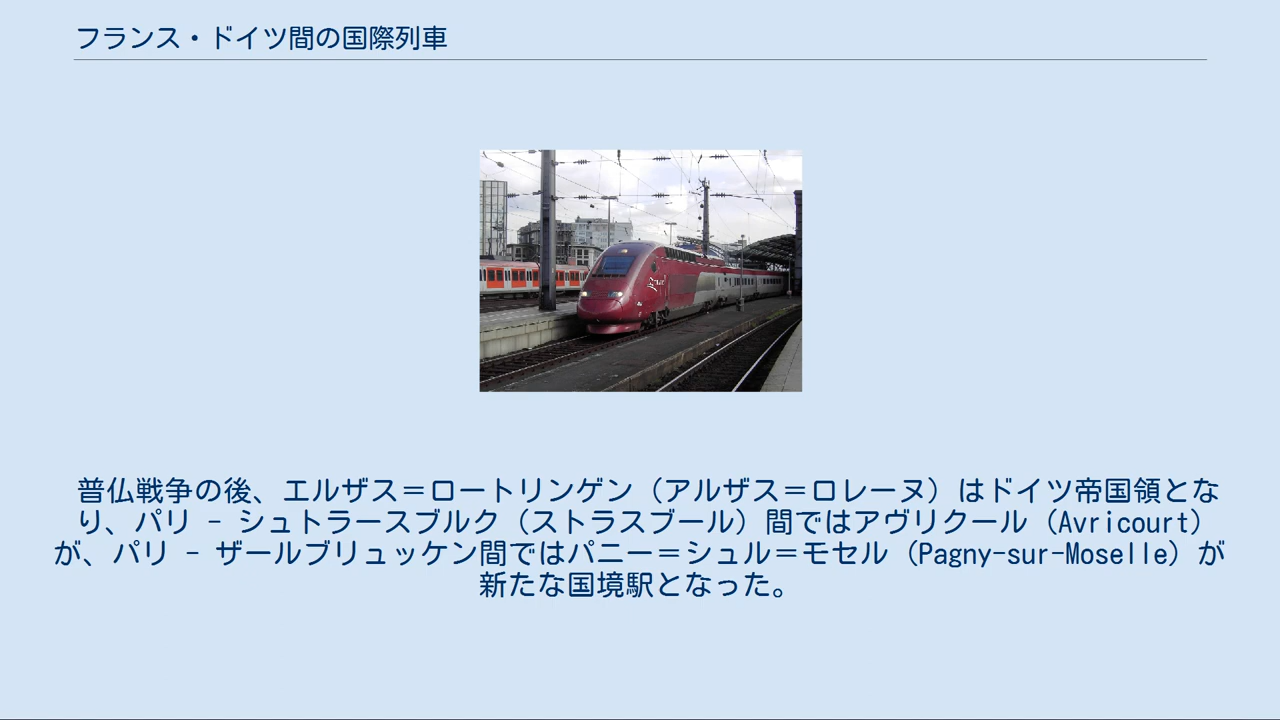 フランス・ドイツ間の国際列車
普仏戦争の後、エルザス＝ロートリンゲン（アルザス＝ロレーヌ）はドイツ帝国領とな
り、パリ - シュトラースブルク（ストラスブール）間ではアヴリクール（Avricourt）
が、パリ - ザールブリュッケン間ではパニー＝シュル＝モセル（Pagny-sur-Moselle）が
新たな国境駅となった。